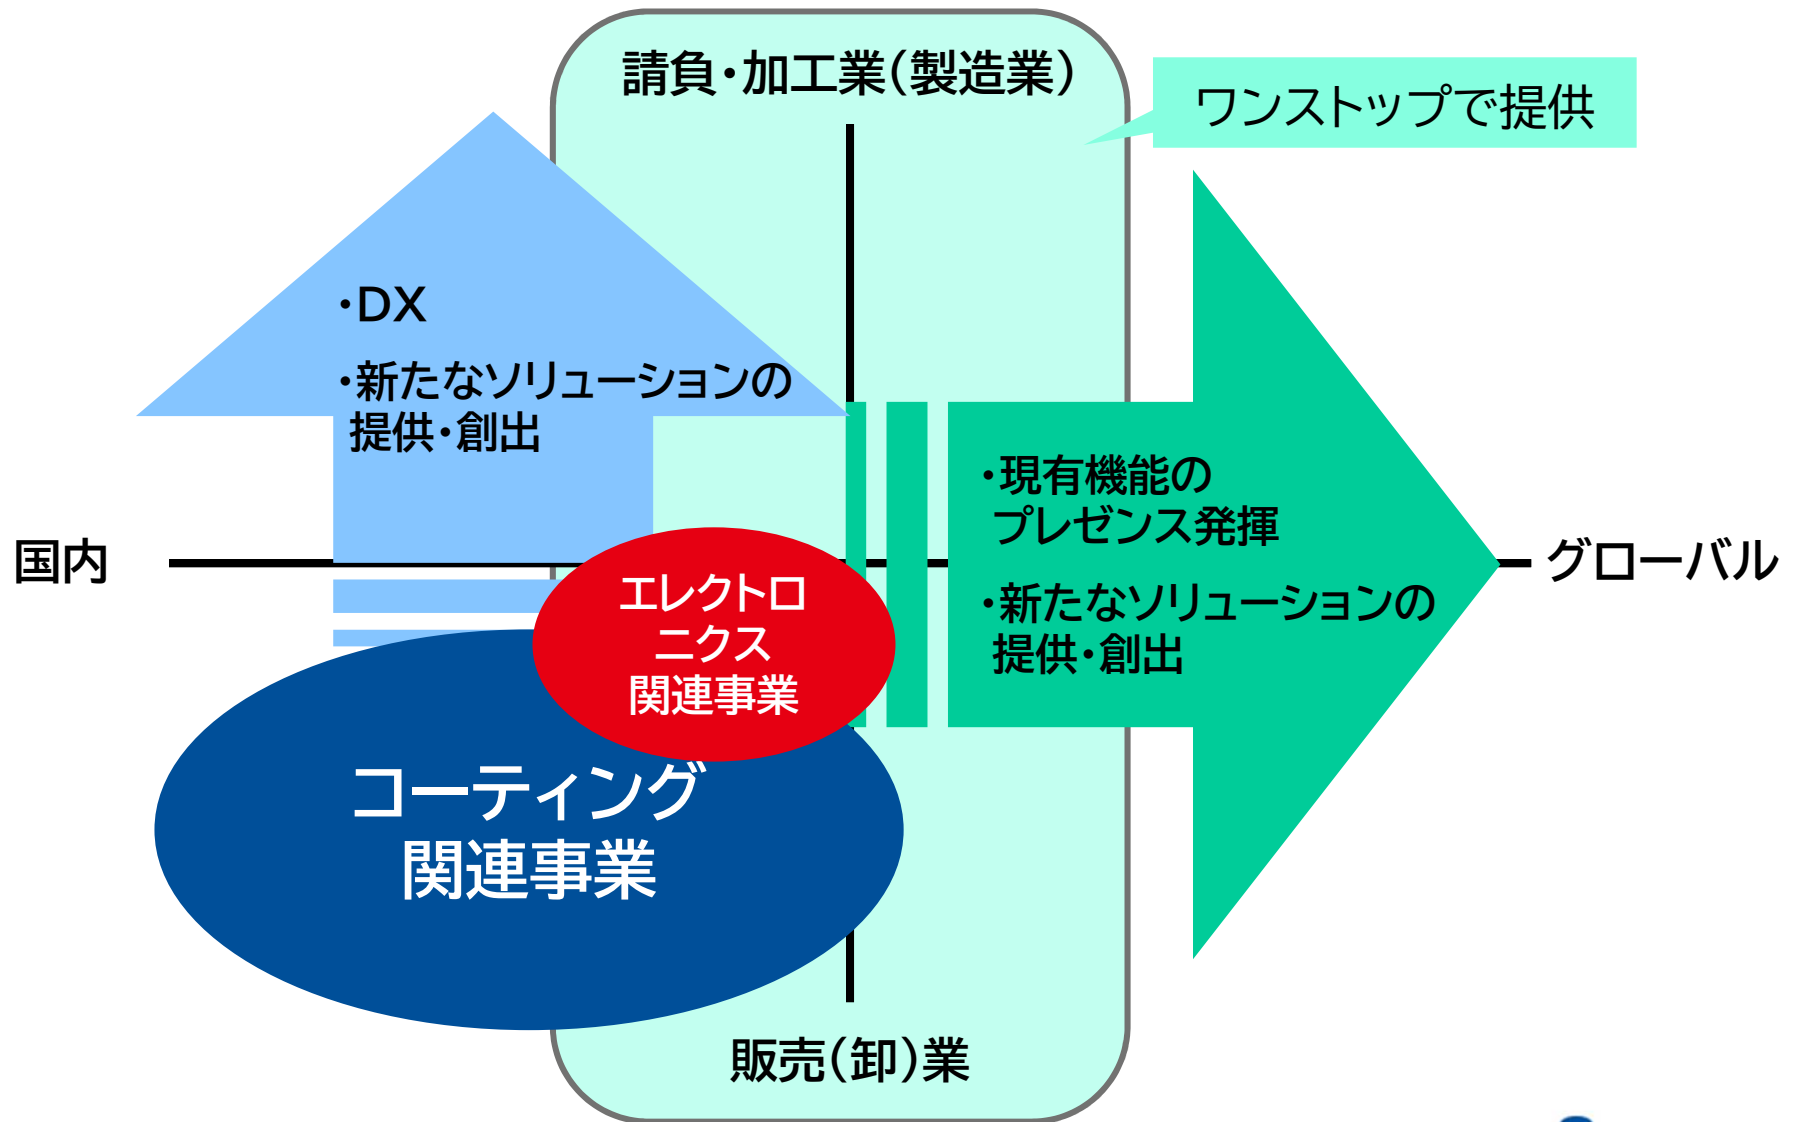 請負・加工業(製造業)
ワンストップで提供
・DX
・新たなソリューションの
提供・創出
・現有機能の
プレゼンス発揮
・新たなソリューションの
提供・創出
国内
グローバル
エレクトロ
ニクス
関連事業
コーティング
関連事業
販売(卸)業